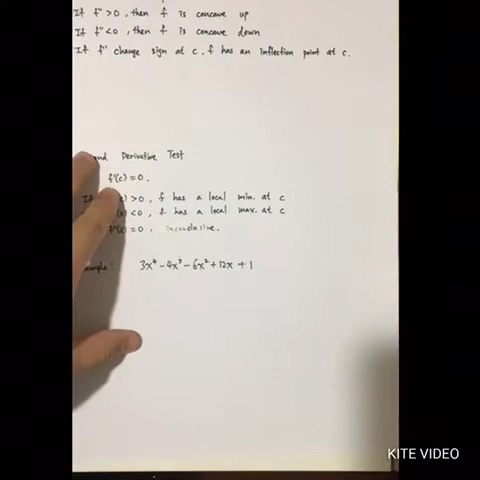 If f" > 0, then f is concave up
If f" < 0, then f is concave down
If f" change sign at c, f has an inflection point at c.
Derivative Test
f'(c) = 0.
> 0, f has a local min. at c
< 0, f has a local max. at c
f"(c) = 0, inconclusive.
3x⁴ - 4x³ - 6x² + 12x + 1
KITE VIDEO